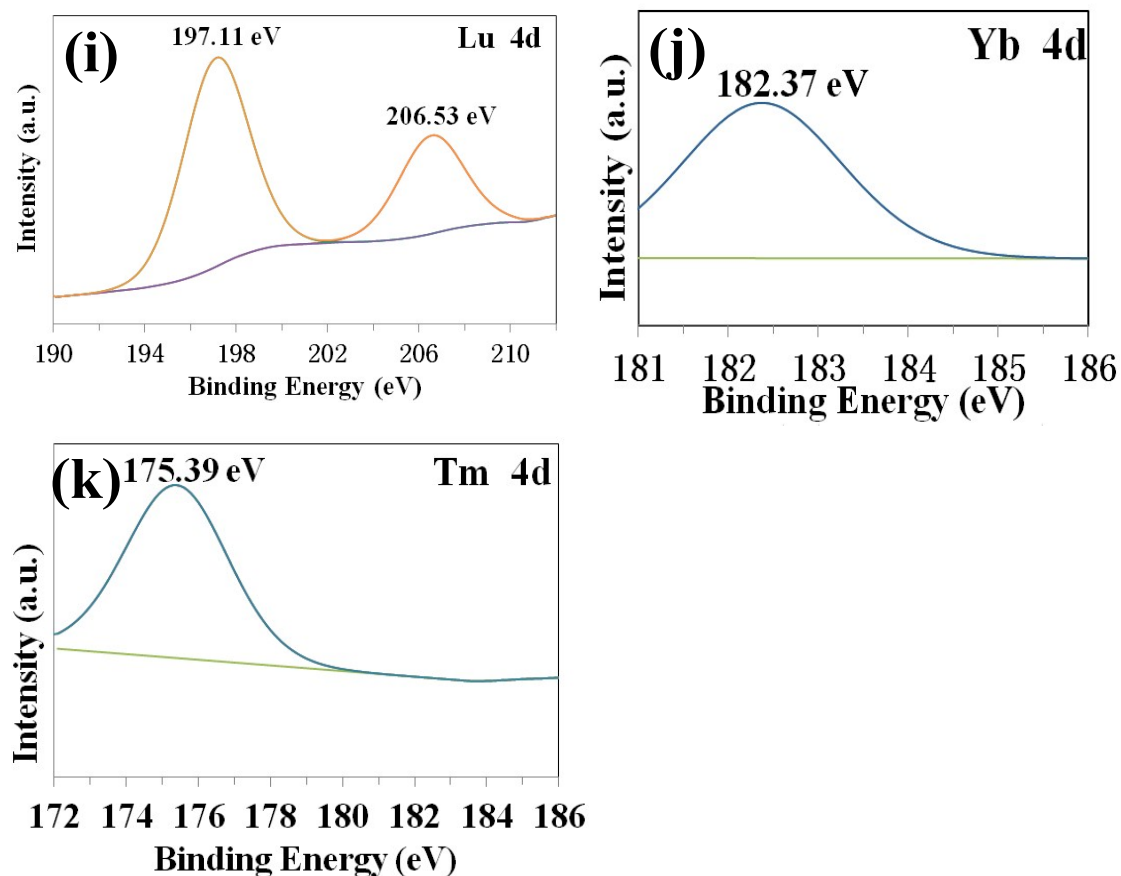 (i)
197.11 eV
Lu 4d
206.53 eV
Intensity (a.u.)
190 194 198 202 206 210
Binding Energy (eV)
(j)
Yb 4d
182.37 eV
Intensity (a.u.)
181 182 183 184 185 186
Binding Energy (eV)
(k)
175.39 eV
Tm 4d
Intensity (a.u.)
172 174 176 178 180 182 184 186
Binding Energy (eV)